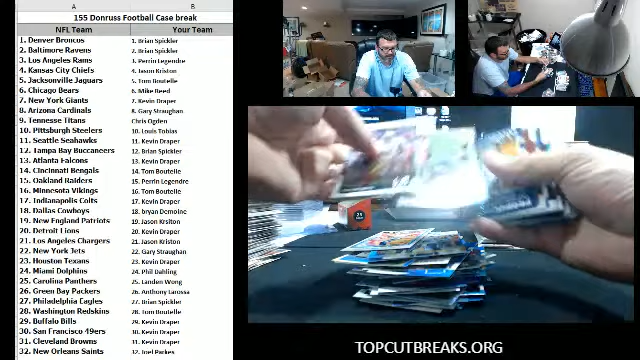 A B
155 Donruss Football Case break
NFL Team Your Team
1. Denver Broncos 1. Brian Spickler
2. Baltimore Ravens 2. Brian Spickler
3. Los Angeles Rams 3. Perrin Legendre
4. Kansas City Chiefs 4. Jason Kriston
5. Jacksonville Jaguars 5. Tom Boutelle
6. Chicago Bears 6. Mike Reed
7. New York Giants 7. Kevin Draper
8. Arizona Cardinals 8. Gary Straughan
9. Tennesse Titans Chris Ogden
10. Pittsburgh Steelers 10. Louis Tobias
11. Seattle Seahawks 11. Kevin Draper
12. Tampa Bay Buccaneers 12. Brian Spickler
13. Atlanta Falcons 13. Kevin Draper
14. Cincinnati Bengals 14. Tom Boutelle
15. Oakland Raiders 15. Perrin Legendre
16. Minnesota Vikings 16. Tom Boutelle
17. Indianapolis Colts 17. Kevin Draper
18. Dallas Cowboys 18. bryan Demoine
19. New England Patriots 19. Jason Kriston
20. Detroit Lions 20. Kevin Draper
21. Los Angeles Chargers 21. Jason Kriston
22. New York Jets 22. Gary Straughan
23. Houston Texans 23. Kevin Draper
24. Miami Dolphins 24. Phil Dahling
25. Carolina Panthers 25. Landen Wong
26. Green Bay Packers 26. Anthony Larossa
27. Philadelphia Eagles 27. Brian Spickler
28. Washington Redskins 28. Tom Boutelle
29. Buffalo Bills 29. Kevin Draper
30. San Francisco 49ers 30. Kevin Draper
31. Cleveland Browns 31. Kevin Draper
32. New Orleans Saints 32. Joel Parkes
TOPCUTBREAKS.ORG